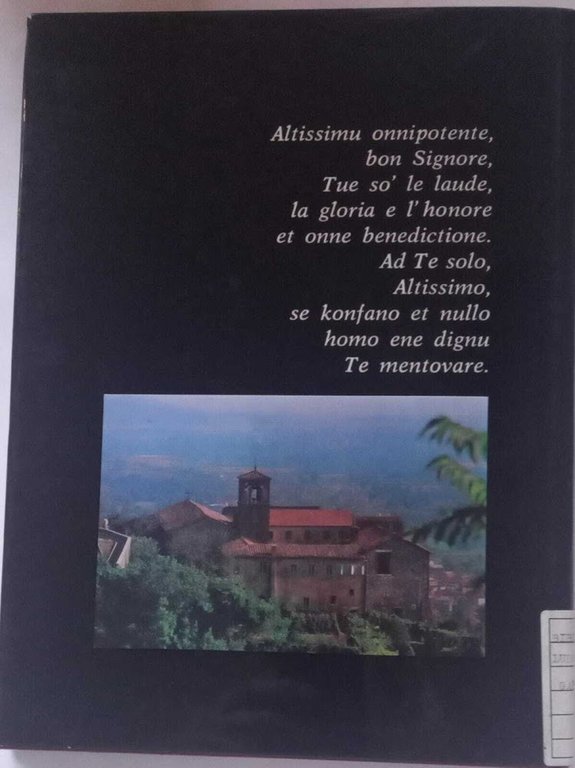 Altissimu onnipotente,
bon Signore,
Tue so' le laude,
la gloria e l'honore
et onne benedictione.
Ad Te solo,
Altissimo,
se konfano et nullo
homo ene dignu
Te mentovare.